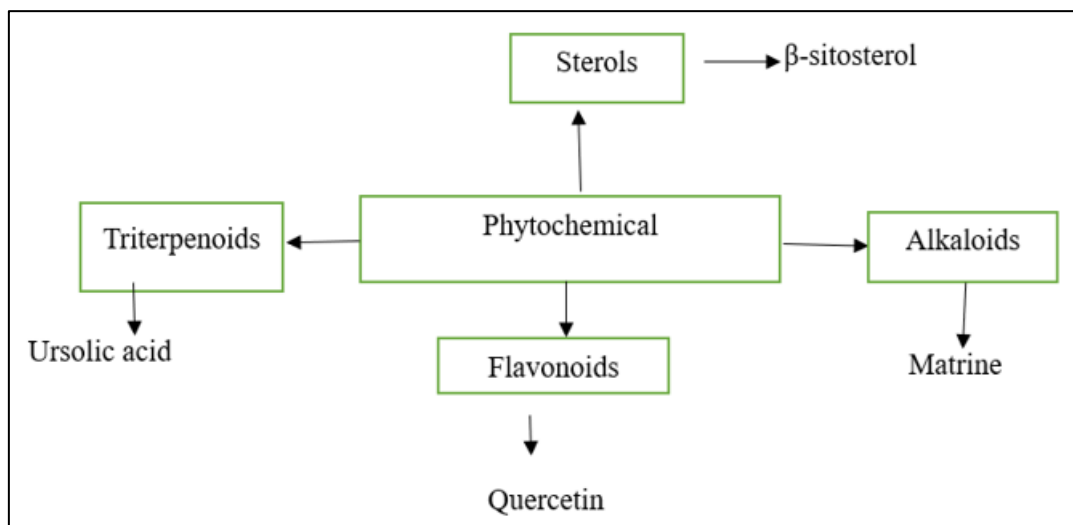 Sterols
β-sitosterol
Phytochemical
Triterpenoids
Alkaloids
Ursolic acid
Flavonoids
Matrine
Quercetin